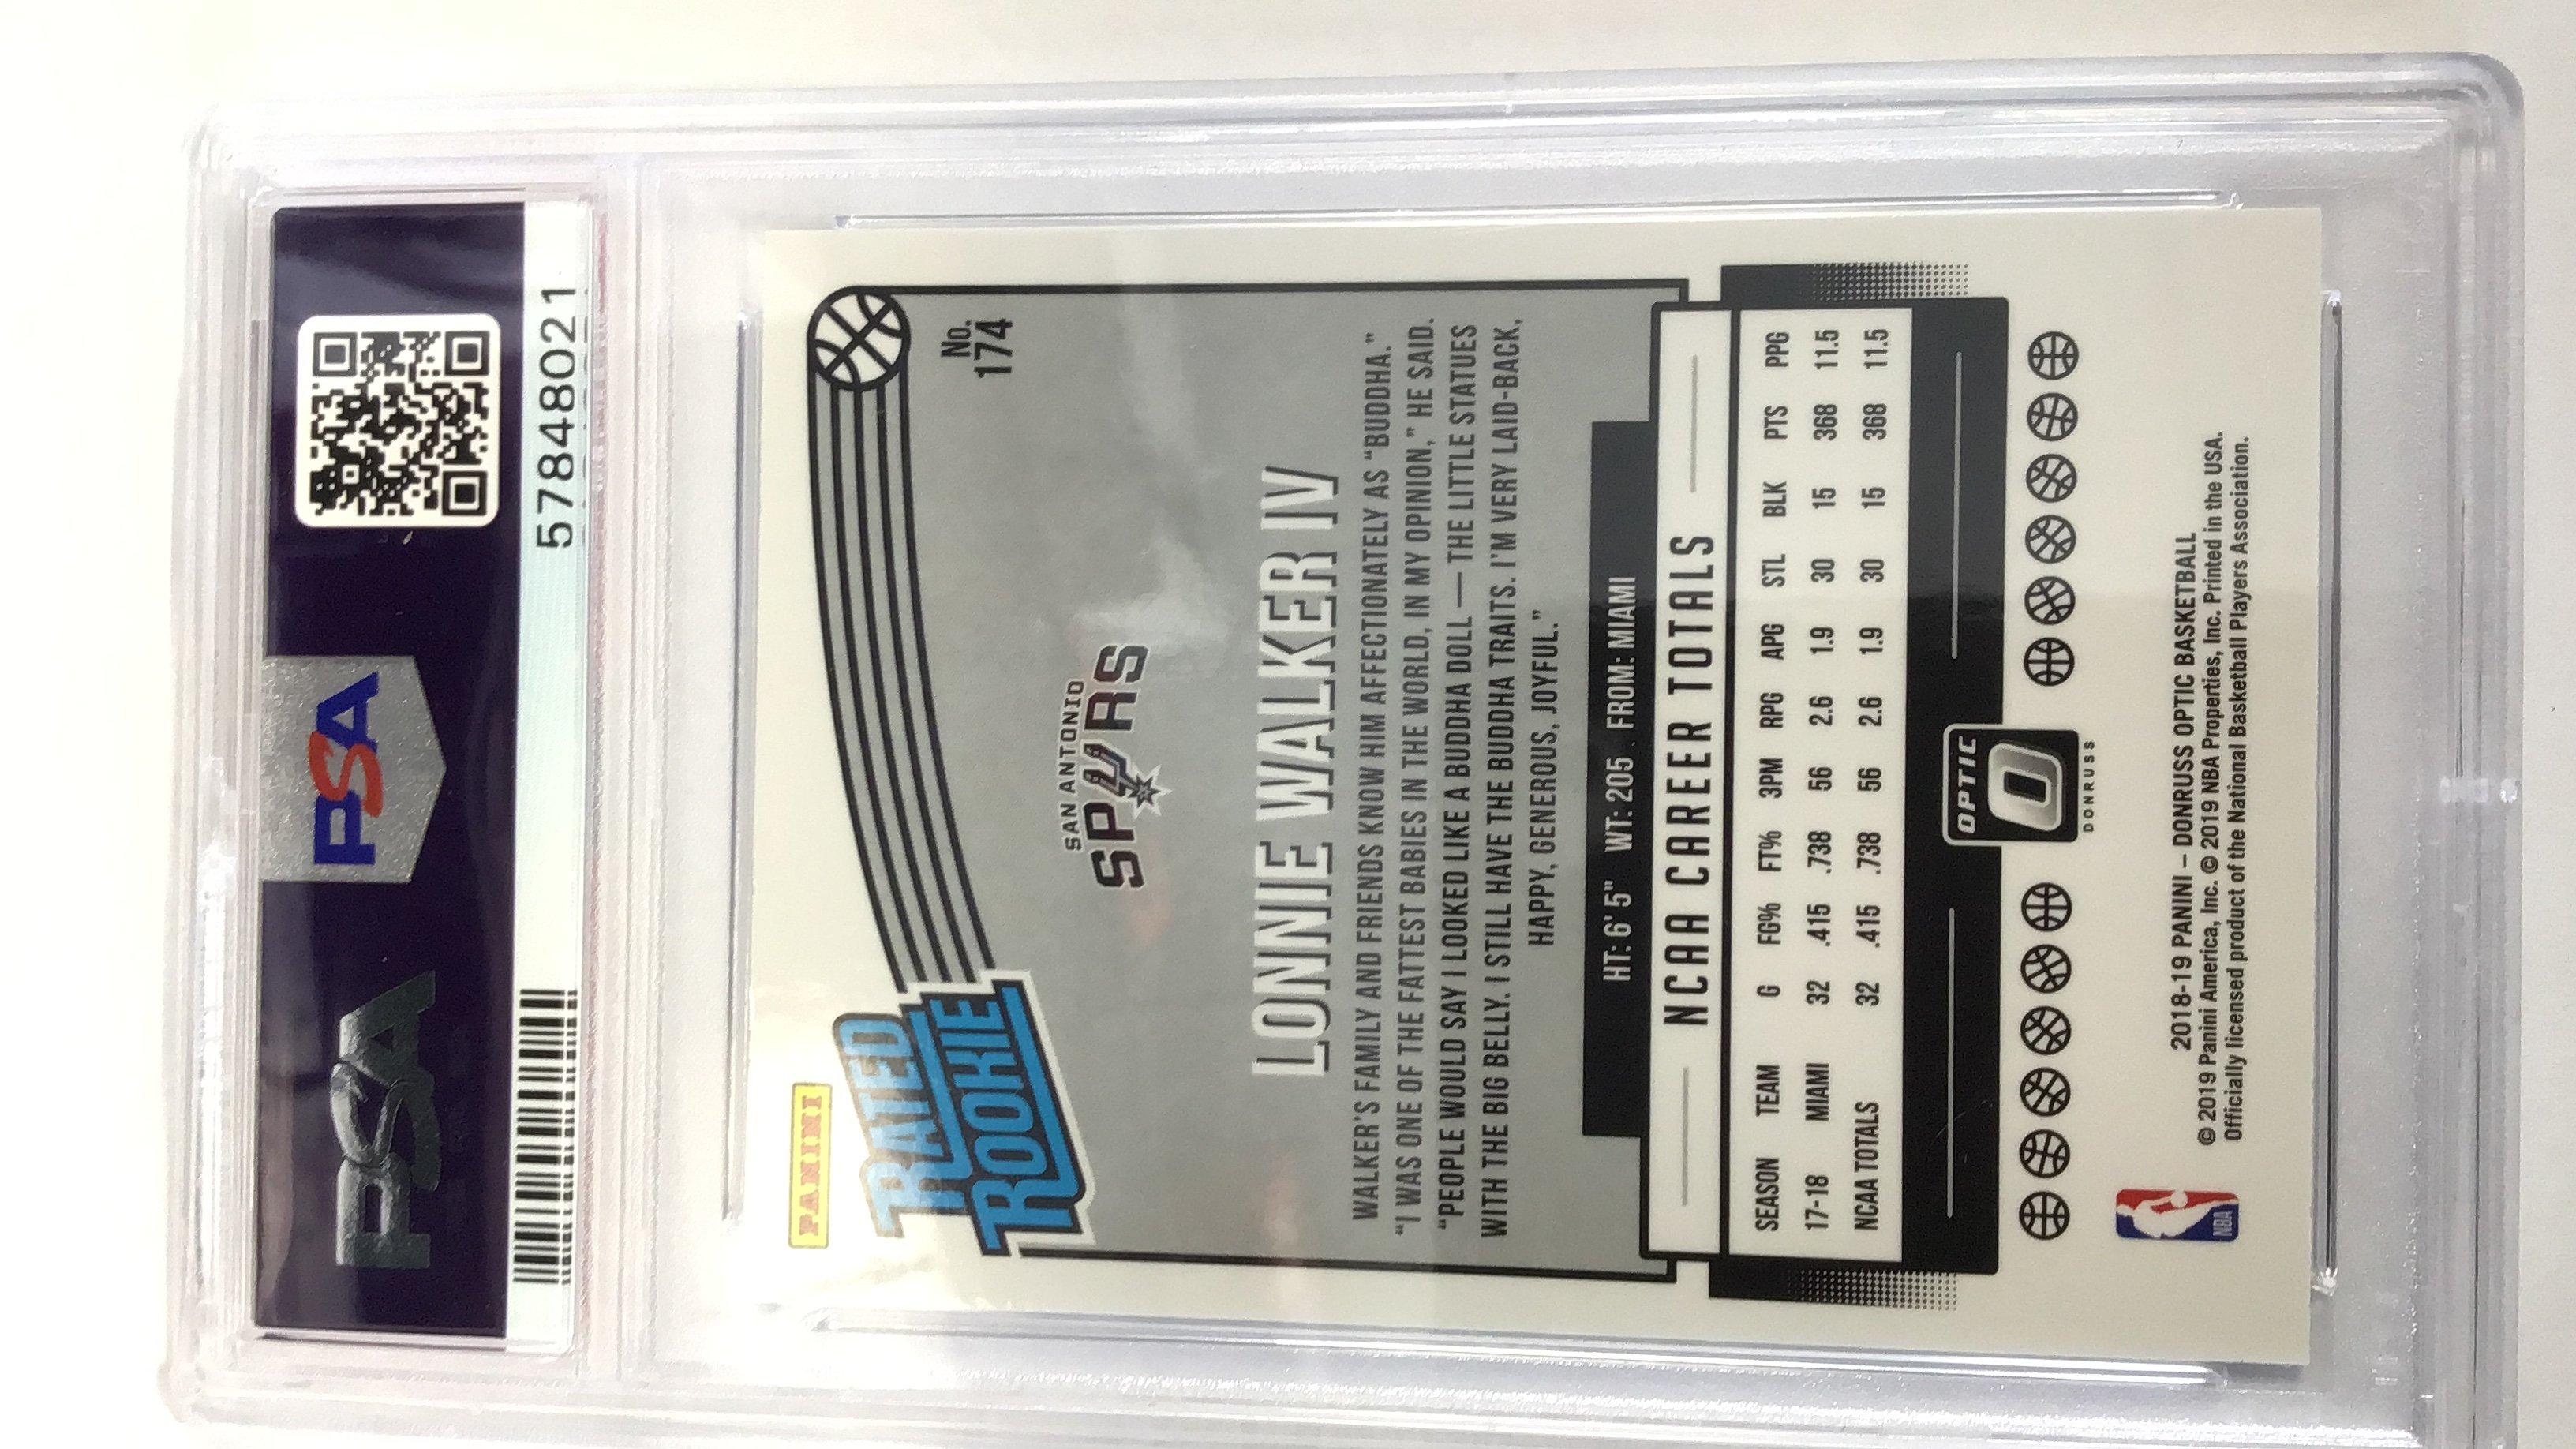 PSA
PSA
57848021
PANINI
RATED
ROOKIE
No.
174
SAN ANTONIO
SPURS
LONNIE WALKER IV
WALKER'S FAMILY AND FRIENDS KNOW HIM AFFECTIONATELY AS "BUDDHA."
"I WAS ONE OF THE FATTEST BABIES IN THE WORLD, IN MY OPINION," HE SAID.
"PEOPLE WOULD SAY I LOOKED LIKE A BUDDHA DOLL — THE LITTLE STATUES
WITH THE BIG BELLY. I STILL HAVE THE BUDDHA TRAITS. I'M VERY LAID-BACK,
HAPPY, GENEROUS, JOYFUL."
HT: 6' 5" WT: 205 FROM: MIAMI
NCAA CAREER TOTALS
SEASON TEAM G FG% FT% 3PM RPG APG STL BLK PTS PPG
17-18 MIAMI 32 .415 .738 56 2.6 1.9 30 15 368 11.5
NCAA TOTALS 32 .415 .738 56 2.6 1.9 30 15 368 11.5
OPTIC
DONRUSS
2018-19 PANINI – DONRUSS OPTIC BASKETBALL
© 2019 Panini America, Inc. © 2019 NBA Properties, Inc. Printed in the USA.
Officially licensed product of the National Basketball Players Association.
NBA